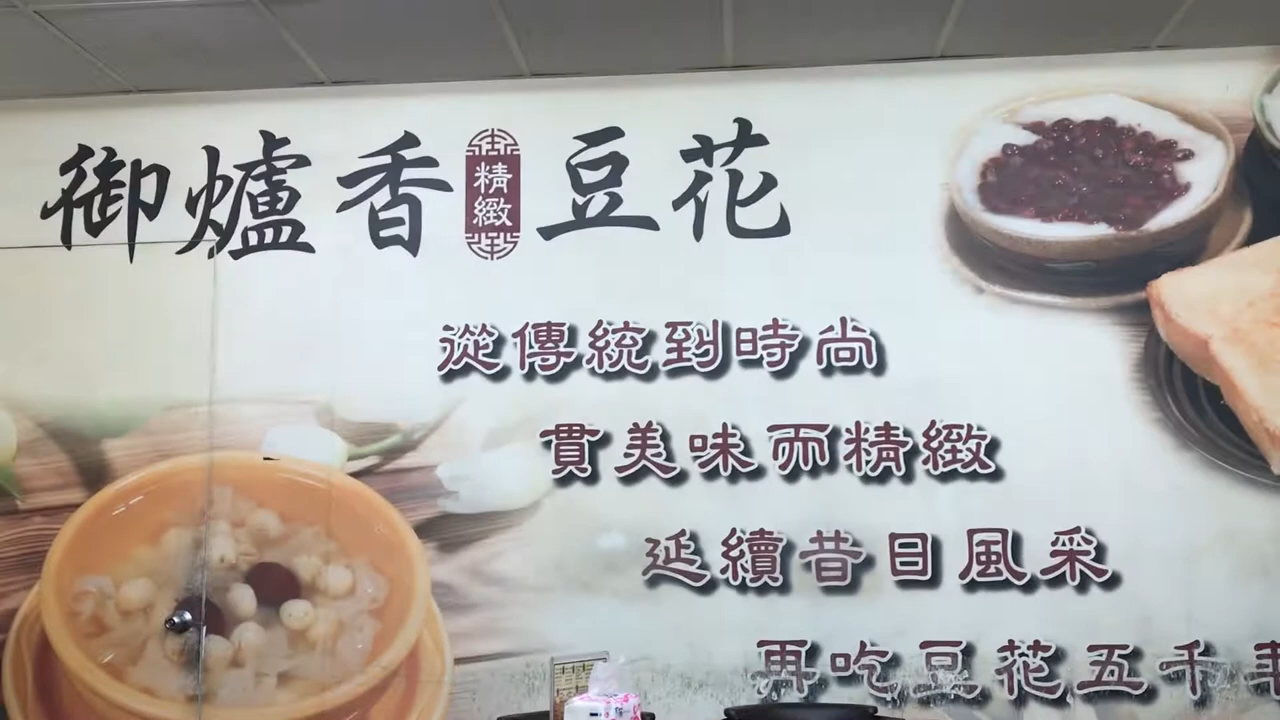 御爐香精緻豆花
從傳統到時尚
貫美味而精緻
延續昔日風采
再吃豆花五千